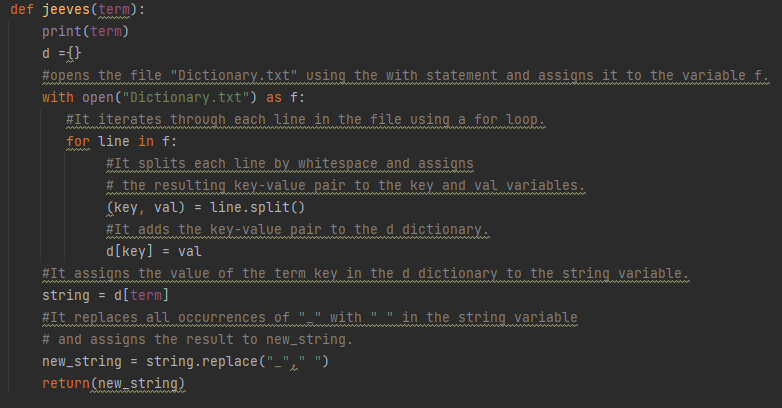 def jeeves(term):
    print(term)
    d ={}
    #opens the file "Dictionary.txt" using the with statement and assigns it to the variable f.
    with open("Dictionary.txt") as f:
       #It iterates through each line in the file using a for loop.
       for line in f:
            #It splits each line by whitespace and assigns
            # the resulting key-value pair to the key and val variables.
            (key, val) = line.split()
            #It adds the key-value pair to the d dictionary.
            d[key] = val
    #It assigns the value of the term key in the d dictionary to the string variable.
    string = d[term]
    #It replaces all occurrences of "_" with " " in the string variable
    # and assigns the result to new_string.
    new_string = string.replace("_"," ")
    return(new_string)